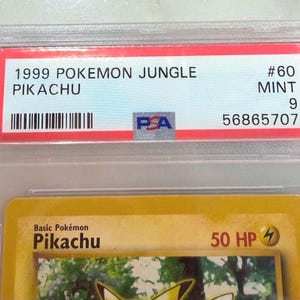 1999 POKEMON JUNGLE #60
PIKACHU MINT
9
PSA 56865707
Basic Pokémon
Pikachu 50 HP